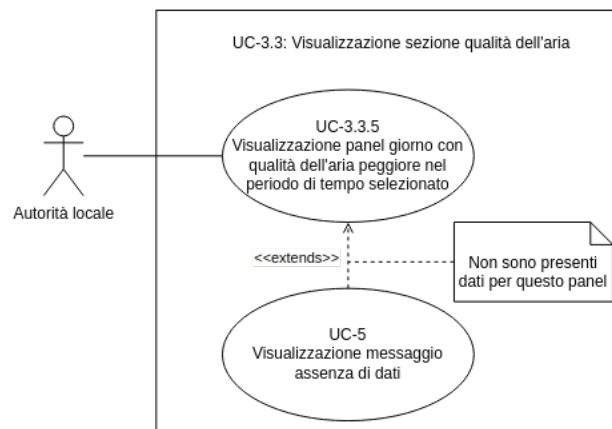 UC-3.3: Visualizzazione sezione qualità dell'aria
UC-3.3.5
Visualizzazione panel giorno con
qualità dell'aria peggiore nel
periodo di tempo selezionato
Autorità locale
<<extends>>
Non sono presenti
dati per questo panel
UC-5
Visualizzazione messaggio
assenza di dati